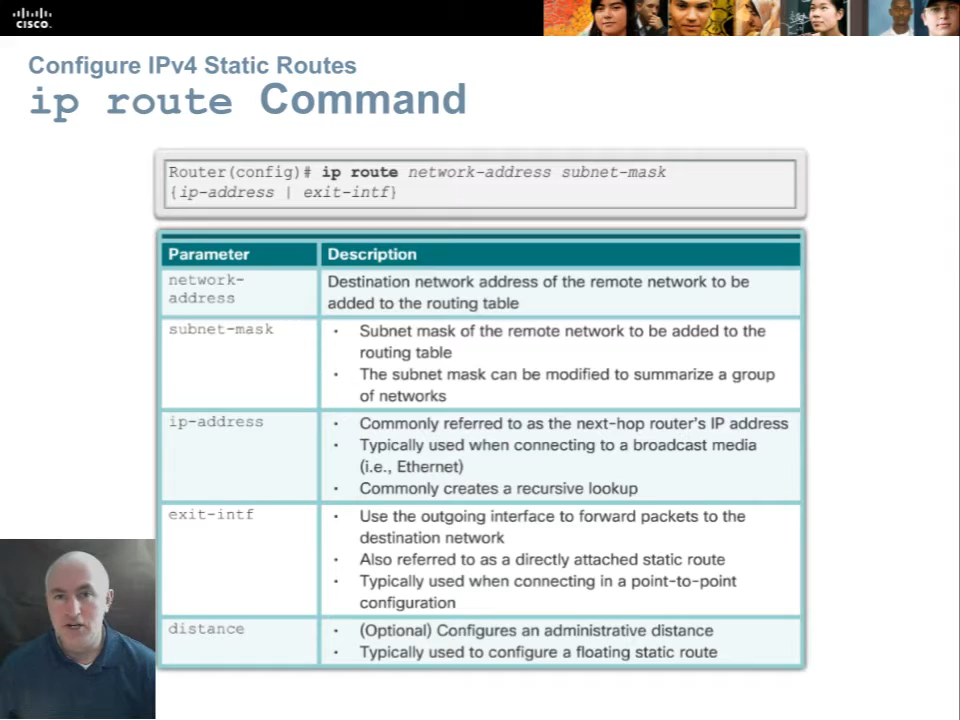 CISCO.
Configure IPv4 Static Routes
ip route Command
Router(config)# ip route network-address subnet-mask
{ip-address | exit-intf}
Parameter Description
network-
address
Destination network address of the remote network to be
added to the routing table
subnet-mask
• Subnet mask of the remote network to be added to the
routing table
• The subnet mask can be modified to summarize a group
of networks
ip-address
• Commonly referred to as the next-hop router's IP address
• Typically used when connecting to a broadcast media
(i.e., Ethernet)
• Commonly creates a recursive lookup
exit-intf
• Use the outgoing interface to forward packets to the
destination network
• Also referred to as a directly attached static route
• Typically used when connecting in a point-to-point
configuration
distance
• (Optional) Configures an administrative distance
• Typically used to configure a floating static route